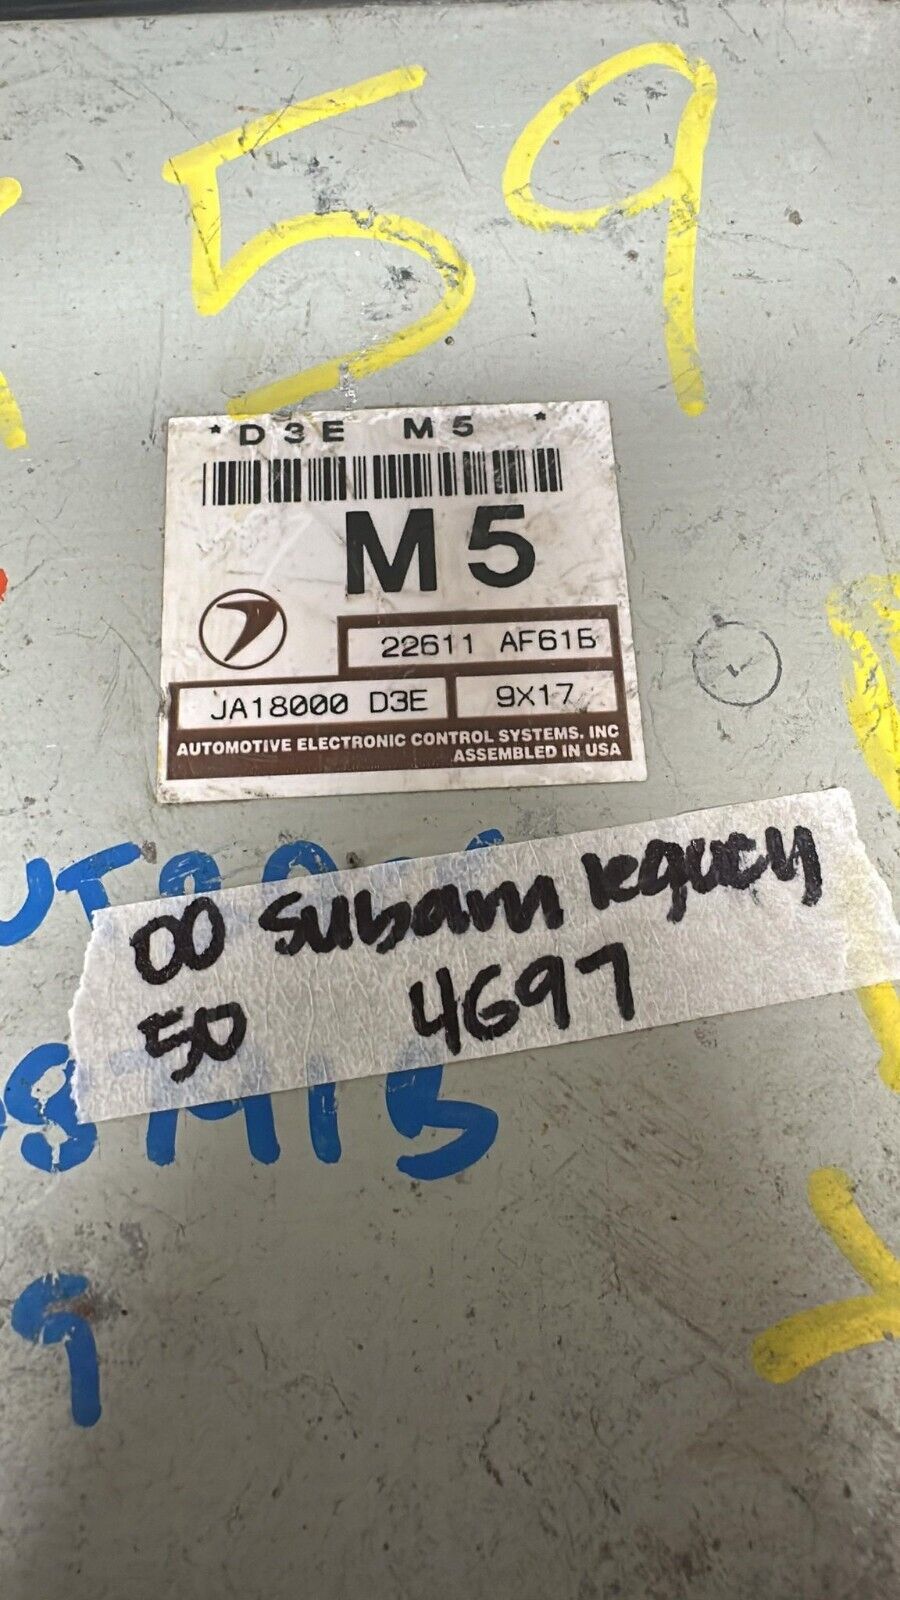 59
* D3E M5 *
M5
22611 AF61B
JA18000 D3E
9X17
AUTOMOTIVE ELECTRONIC CONTROL SYSTEMS. INC
ASSEMBLED IN USA
00 Subaru legacy
50 4697